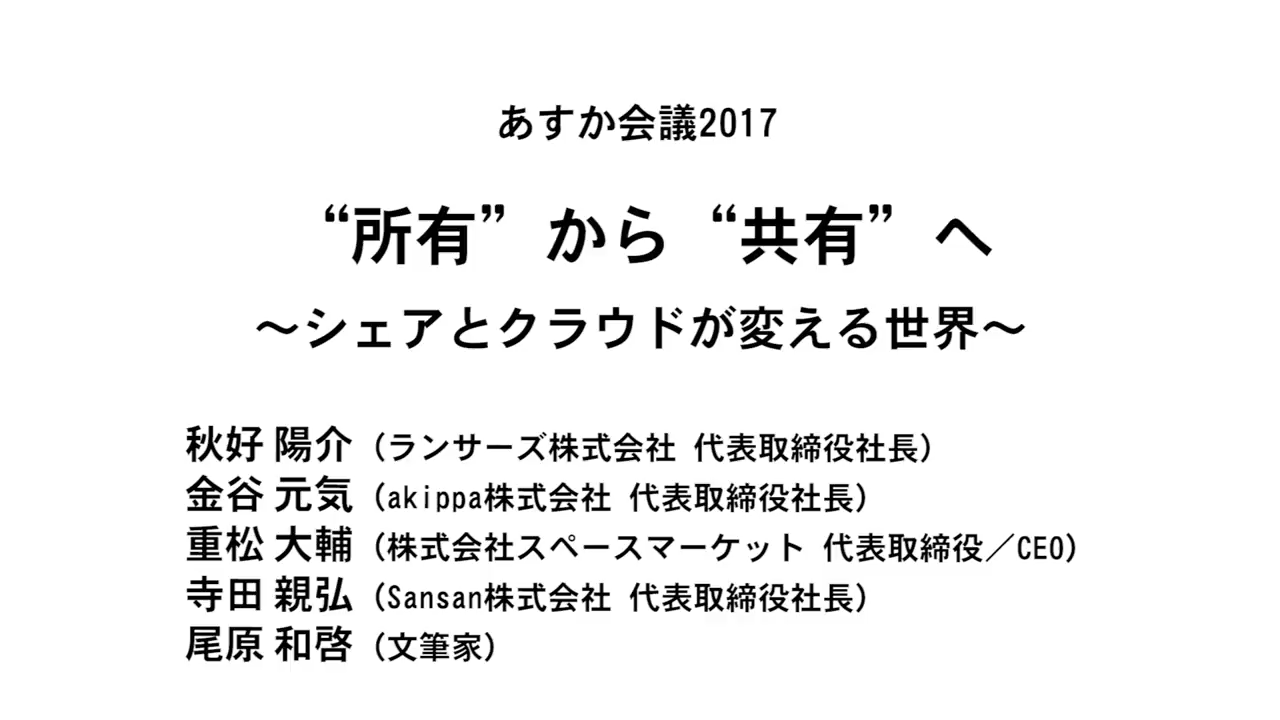 あすか会議2017
“所有”から“共有”へ
～シェアとクラウドが変える世界～
秋好 陽介（ランサーズ株式会社 代表取締役社長）
金谷 元気（akippa株式会社 代表取締役社長）
重松 大輔（株式会社スペースマーケット 代表取締役／CEO）
寺田 親弘（Sansan株式会社 代表取締役社長）
尾原 和啓（文筆家）